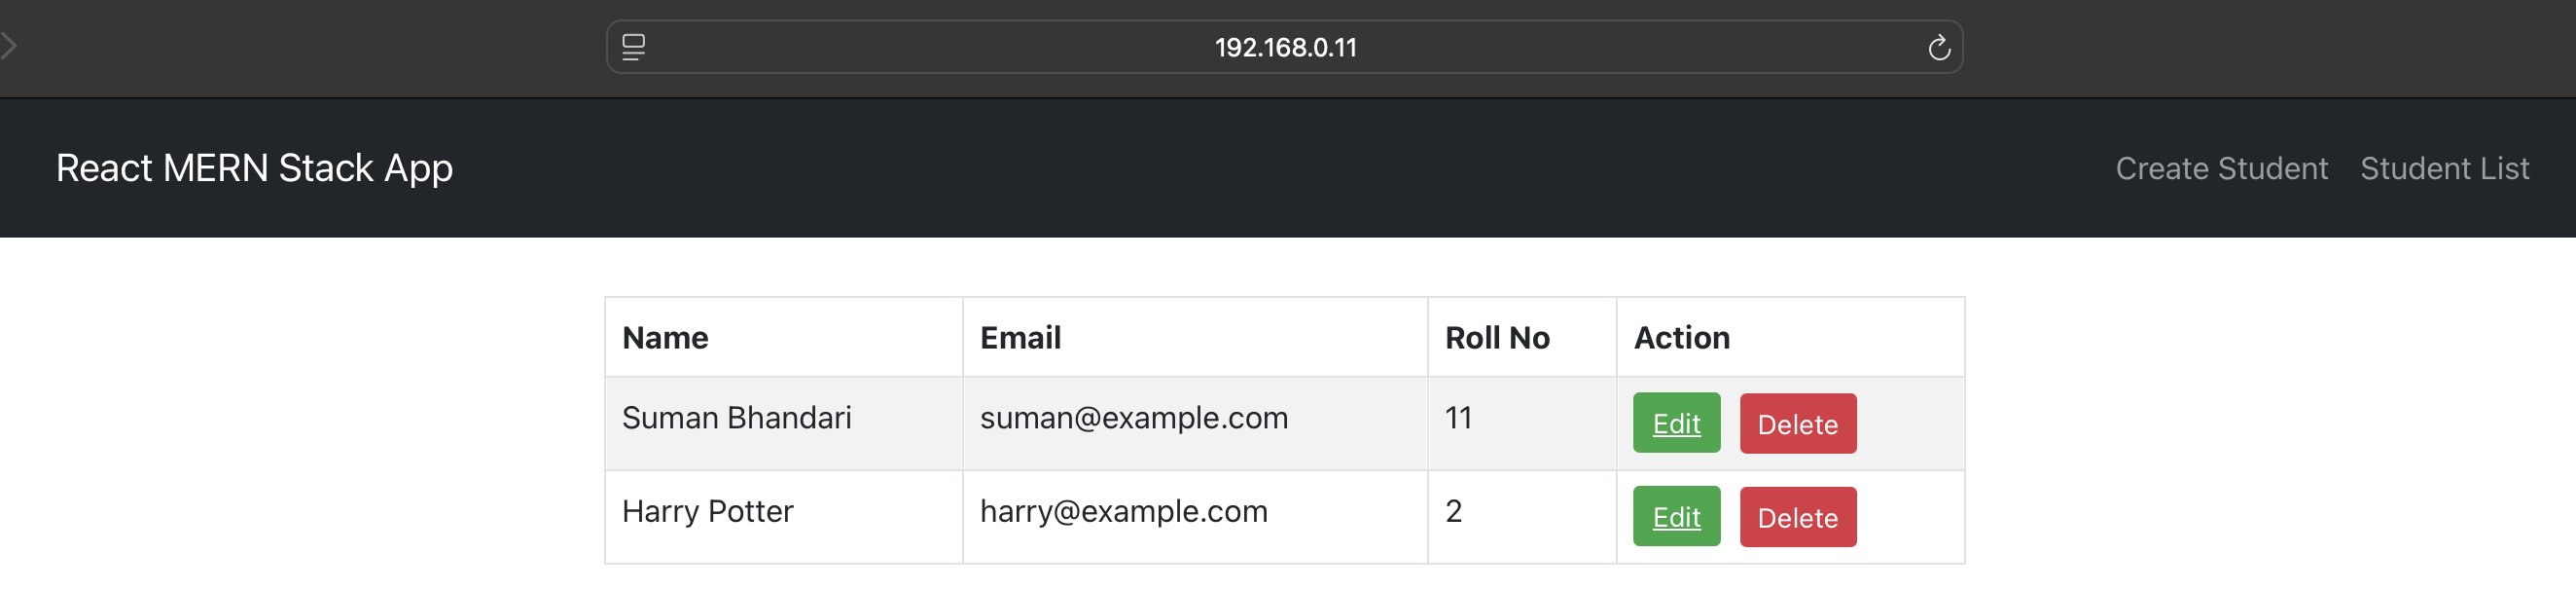 192.168.0.11
React MERN Stack App Create Student Student List
Name Email Roll No Action
Suman Bhandari suman@example.com 11 Edit Delete
Harry Potter harry@example.com 2 Edit Delete